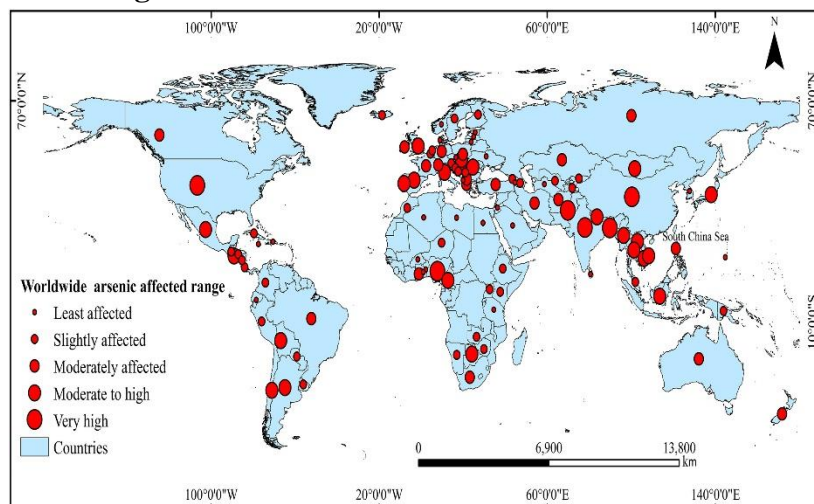 100°0'0"W 20°0'0"W 60°0'0"E 140°0'0"E
N
70°0'0"N
70°0'0"N
South China Sea
Worldwide arsenic affected range
Least affected
Slightly affected
Moderately affected
Moderate to high
Very high
Countries
10°0'0"S
10°0'0"S
0 6,900 13,800
km
100°0'0"W 20°0'0"W 60°0'0"E 140°0'0"E